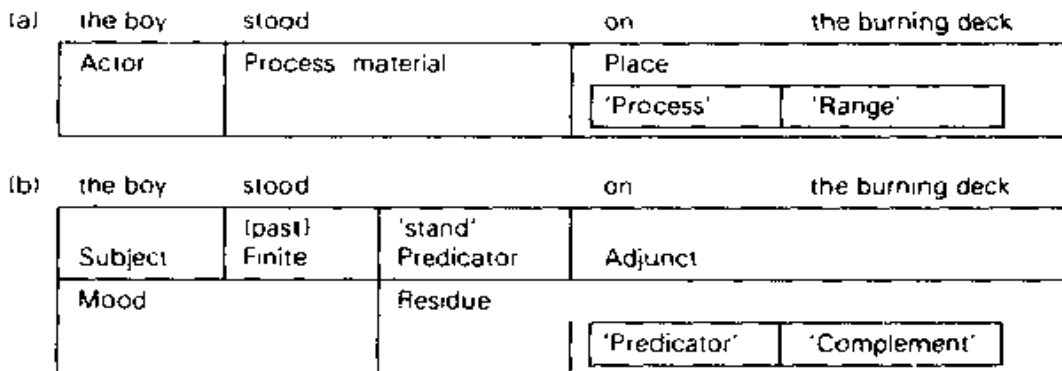 (a) the boy stood on the burning deck
Actor Process material Place
'Process' 'Range'
(b) the boy stood on the burning deck
(past) 'stand'
Subject Finite Predicator Adjunct
Mood Residue
'Predicator' 'Complement'